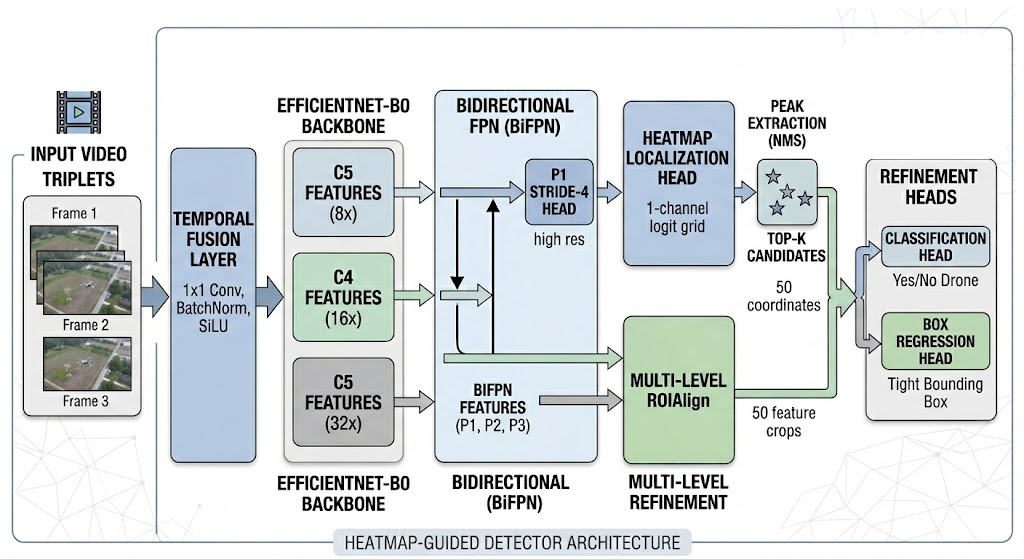 INPUT VIDEO
TRIPLETS
Frame 1
Frame 2
Frame 3
TEMPORAL
FUSION
LAYER
1x1 Conv,
BatchNorm,
SiLU
EFFICIENTNET-B0
BACKBONE
C5
FEATURES
(8x)
C4
FEATURES
(16x)
C5
FEATURES
(32x)
EFFICIENTNET-B0
BACKBONE
BIDIRECTIONAL
FPN (BiFPN)
P1
STRIDE-4
HEAD
high res
BIFPN
FEATURES
(P1, P2, P3)
BIDIRECTIONAL
(BiFPN)
HEATMAP
LOCALIZATION
HEAD
1-channel
logit grid
MULTI-LEVEL
ROIAlign
MULTI-LEVEL
REFINEMENT
PEAK
EXTRACTION
(NMS)
TOP-K
CANDIDATES
50
coordinates
50 feature
crops
REFINEMENT
HEADS
CLASSIFICATION
HEAD
Yes/No Drone
BOX
REGRESSION
HEAD
Tight Bounding
Box
HEATMAP-GUIDED DETECTOR ARCHITECTURE